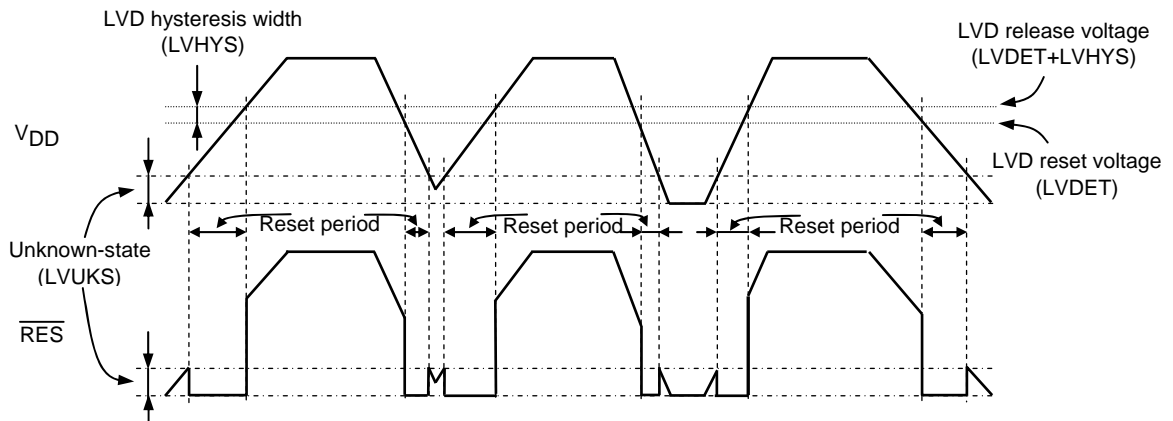 LVD hysteresis width
(LVHYS)
LVD release voltage
(LVDET+LVHYS)
VDD
LVD reset voltage
(LVDET)
Reset period
Reset period
Reset period
Unknown-state
(LVUKS)
RES